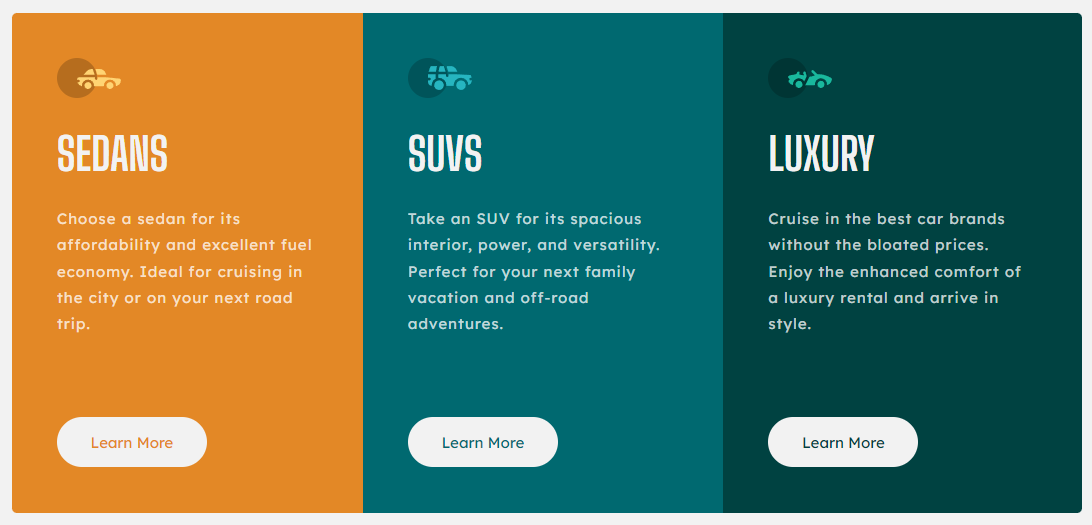 SEDANS
Choose a sedan for its
affordability and excellent fuel
economy. Ideal for cruising in
the city or on your next road
trip.
Learn More
SUVS
Take an SUV for its spacious
interior, power, and versatility.
Perfect for your next family
vacation and off-road
adventures.
Learn More
LUXURY
Cruise in the best car brands
without the bloated prices.
Enjoy the enhanced comfort of
a luxury rental and arrive in
style.
Learn More